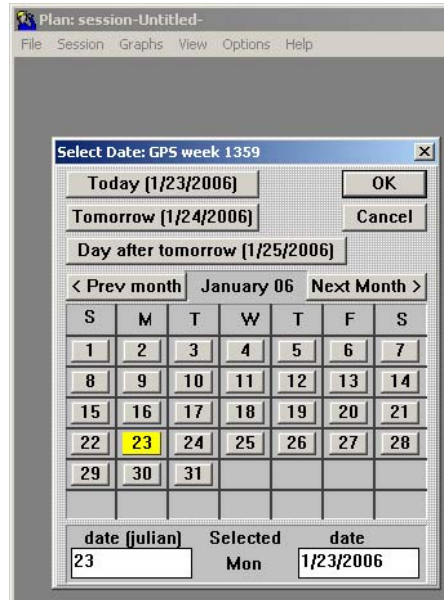 Plan: session-Untitled-
File Session Graphs View Options Help
Select Date: GPS week 1359
Today (1/23/2006) OK
Tomorrow (1/24/2006) Cancel
Day after tomorrow (1/25/2006)
< Prev month January 06 Next Month >
S M T W T F S
1 2 3 4 5 6 7
8 9 10 11 12 13 14
15 16 17 18 19 20 21
22 23 24 25 26 27 28
29 30 31
date (julian) Selected date
23 Mon 1/23/2006